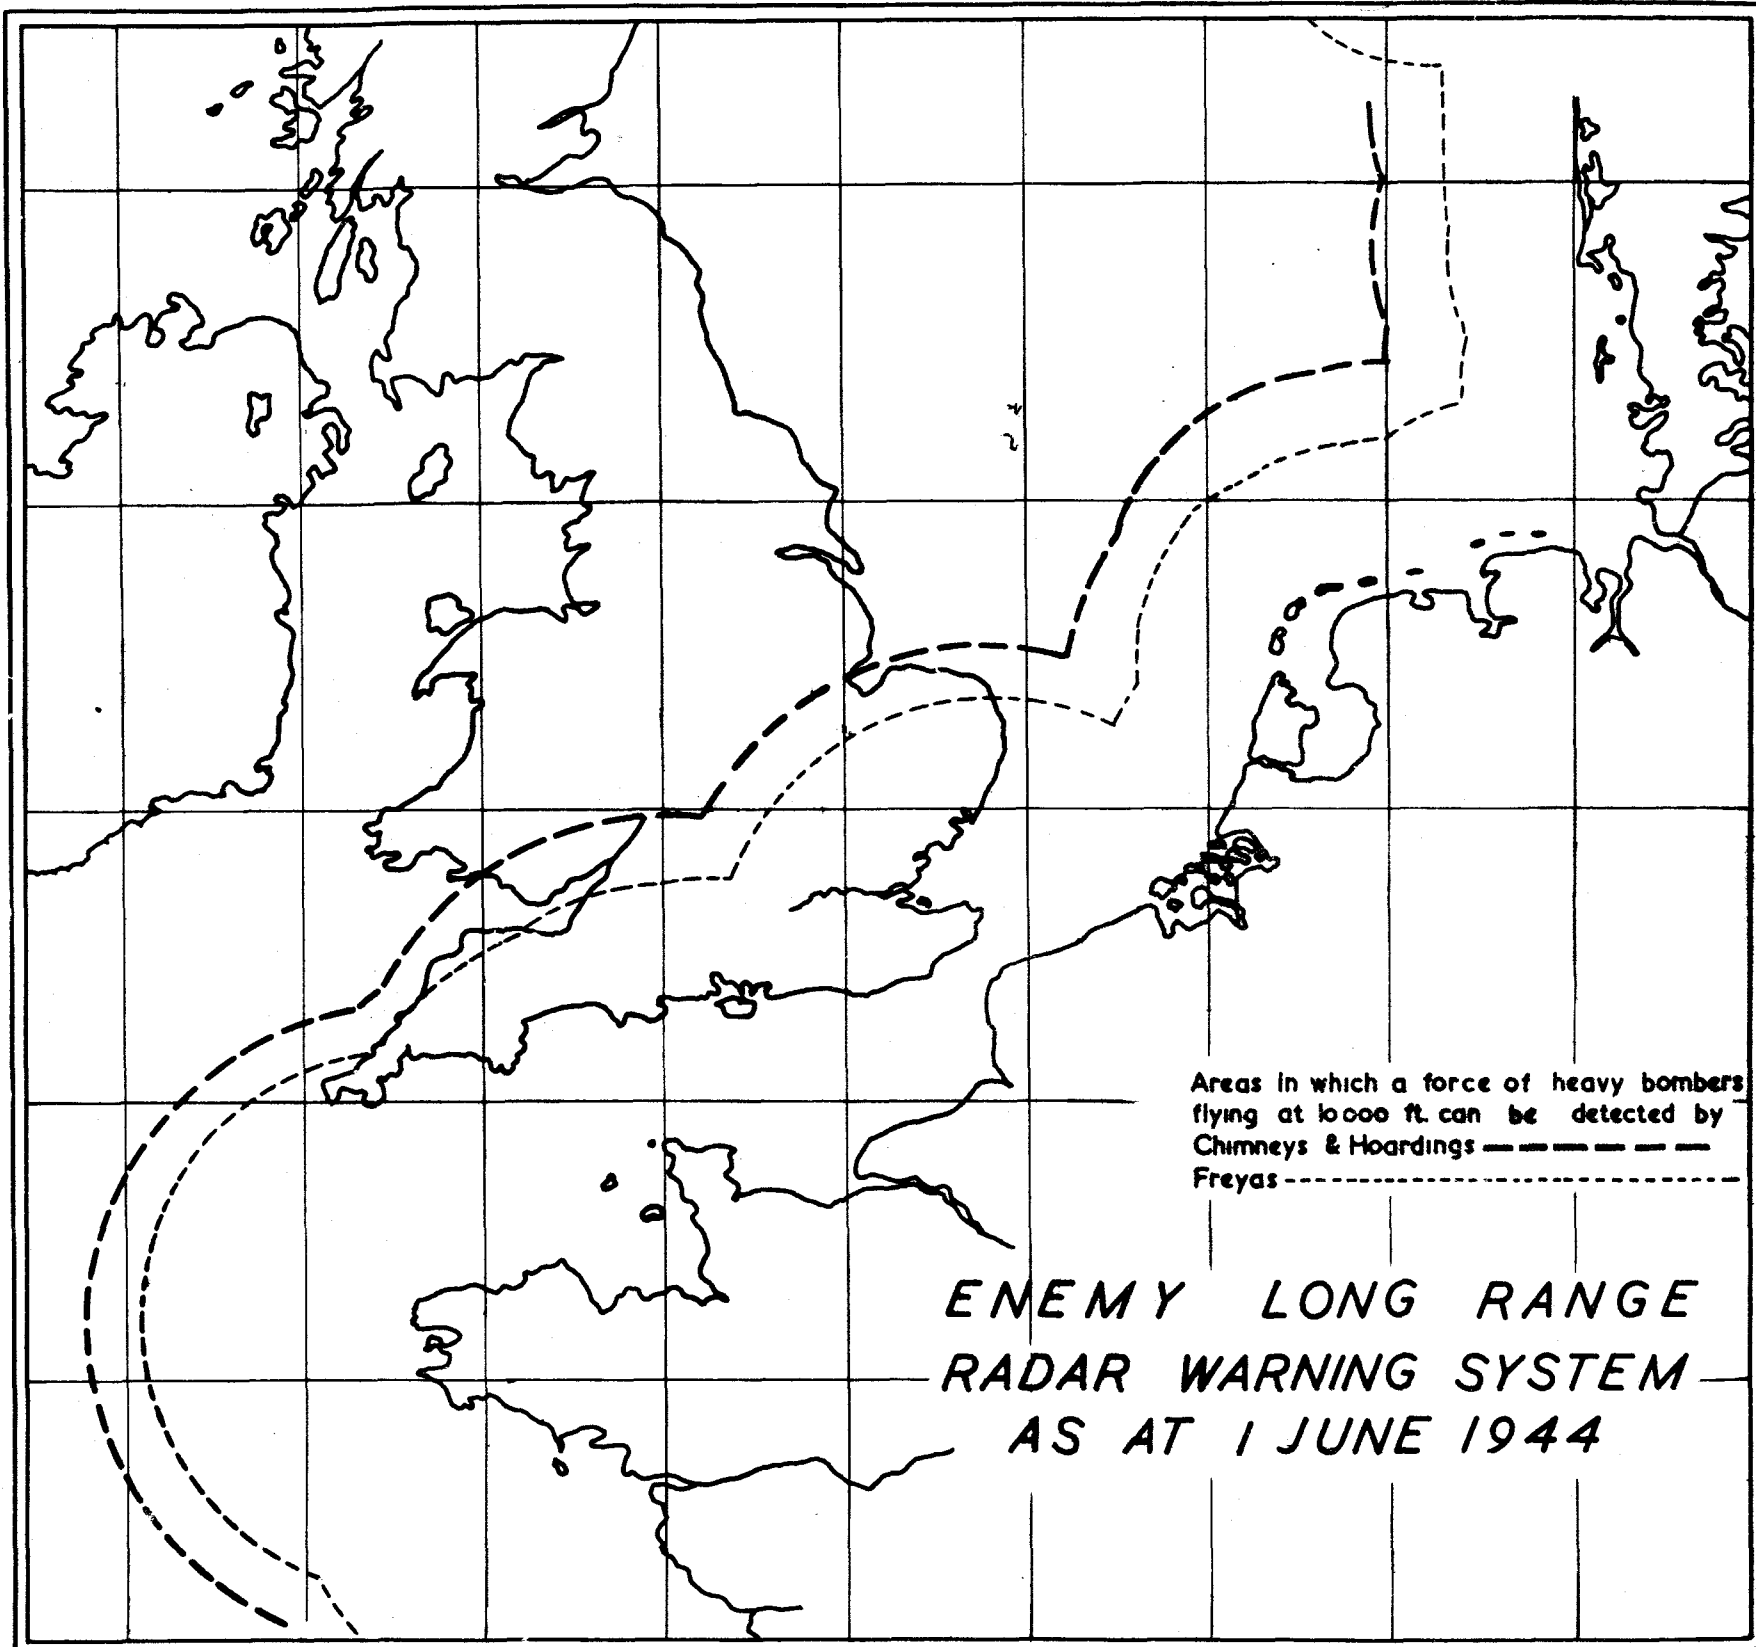 Areas in which a force of heavy bombers
flying at 10000 ft. can be detected by
Chimneys & Hoardings
Freyas
ENEMY LONG RANGE
RADAR WARNING SYSTEM
AS AT 1 JUNE 1944